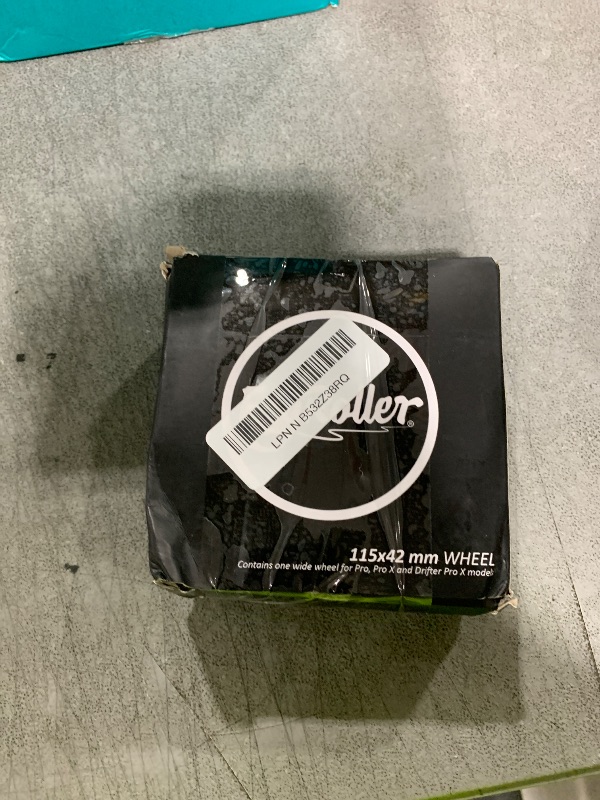 LPN N B532Z38RQ
115x42 mm WHEEL
Contains one wide wheel for Pro, Pro X and Drifter Pro X models